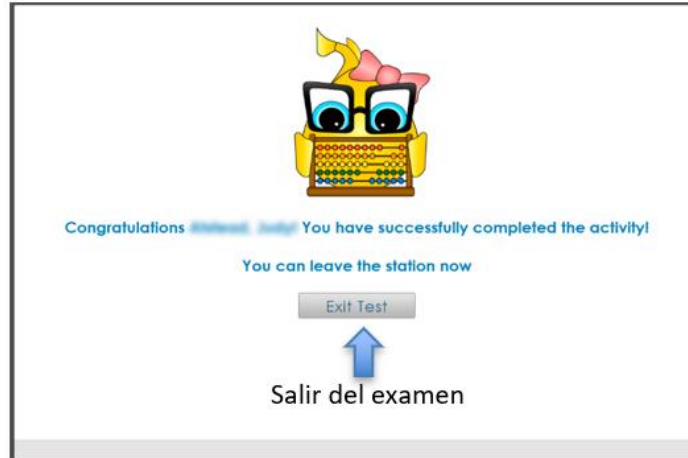 Congratulations You have successfully completed the activity!
You can leave the station now
Exit Test
Salir del examen